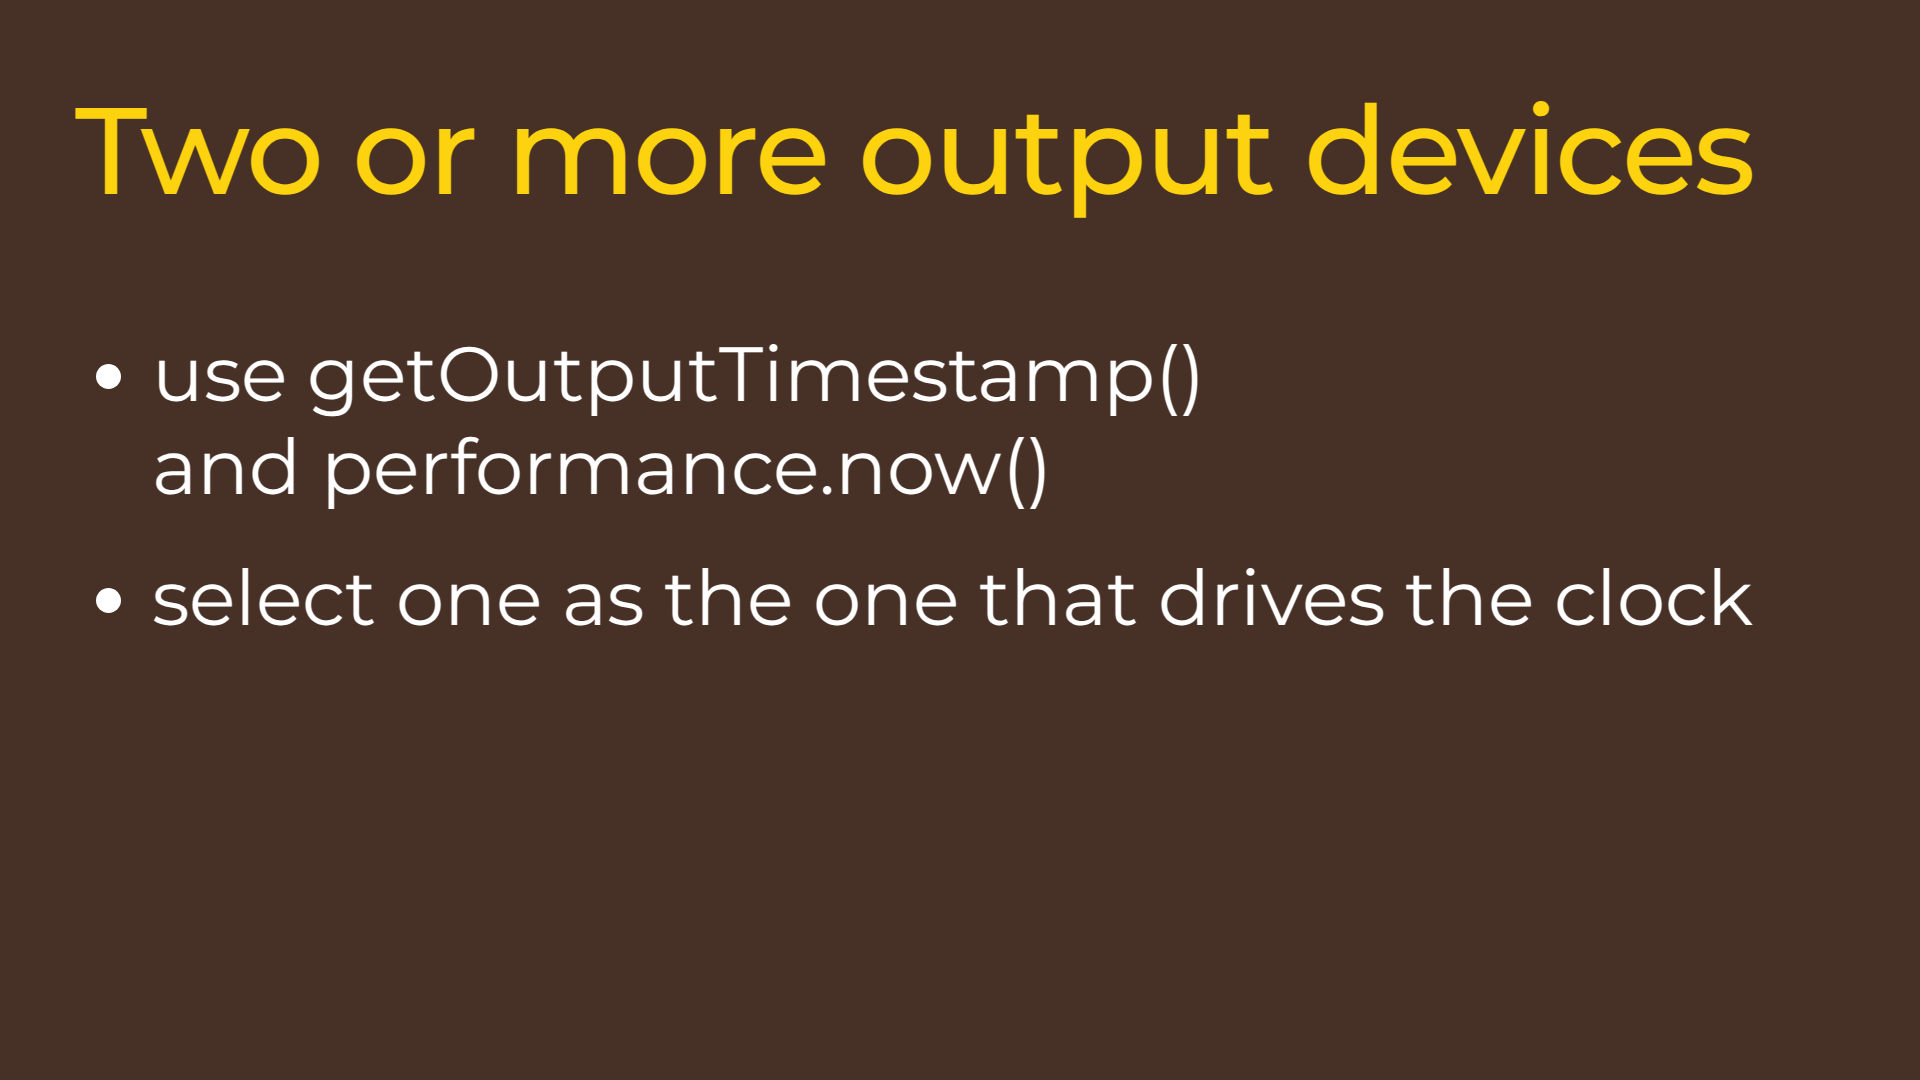 Two or more output devices
• use getOutputTimestamp()
and performance.now()
• select one as the one that drives the clock